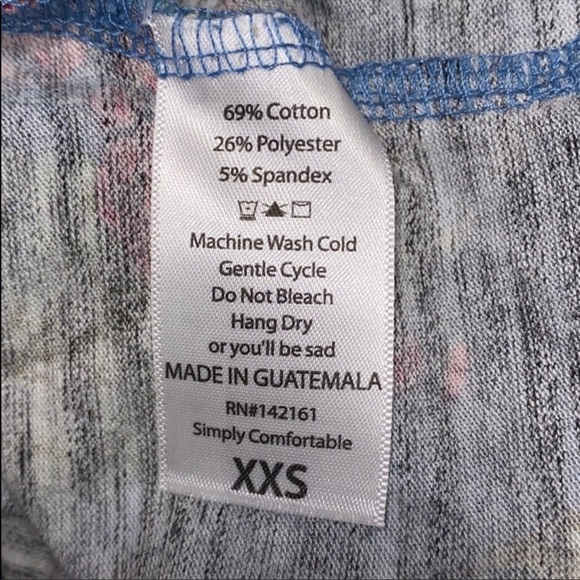 69% Cotton
26% Polyester
5% Spandex
Machine Wash Cold
Gentle Cycle
Do Not Bleach
Hang Dry
or you'll be sad
MADE IN GUATEMALA
RN#142161
Simply Comfortable
XXS